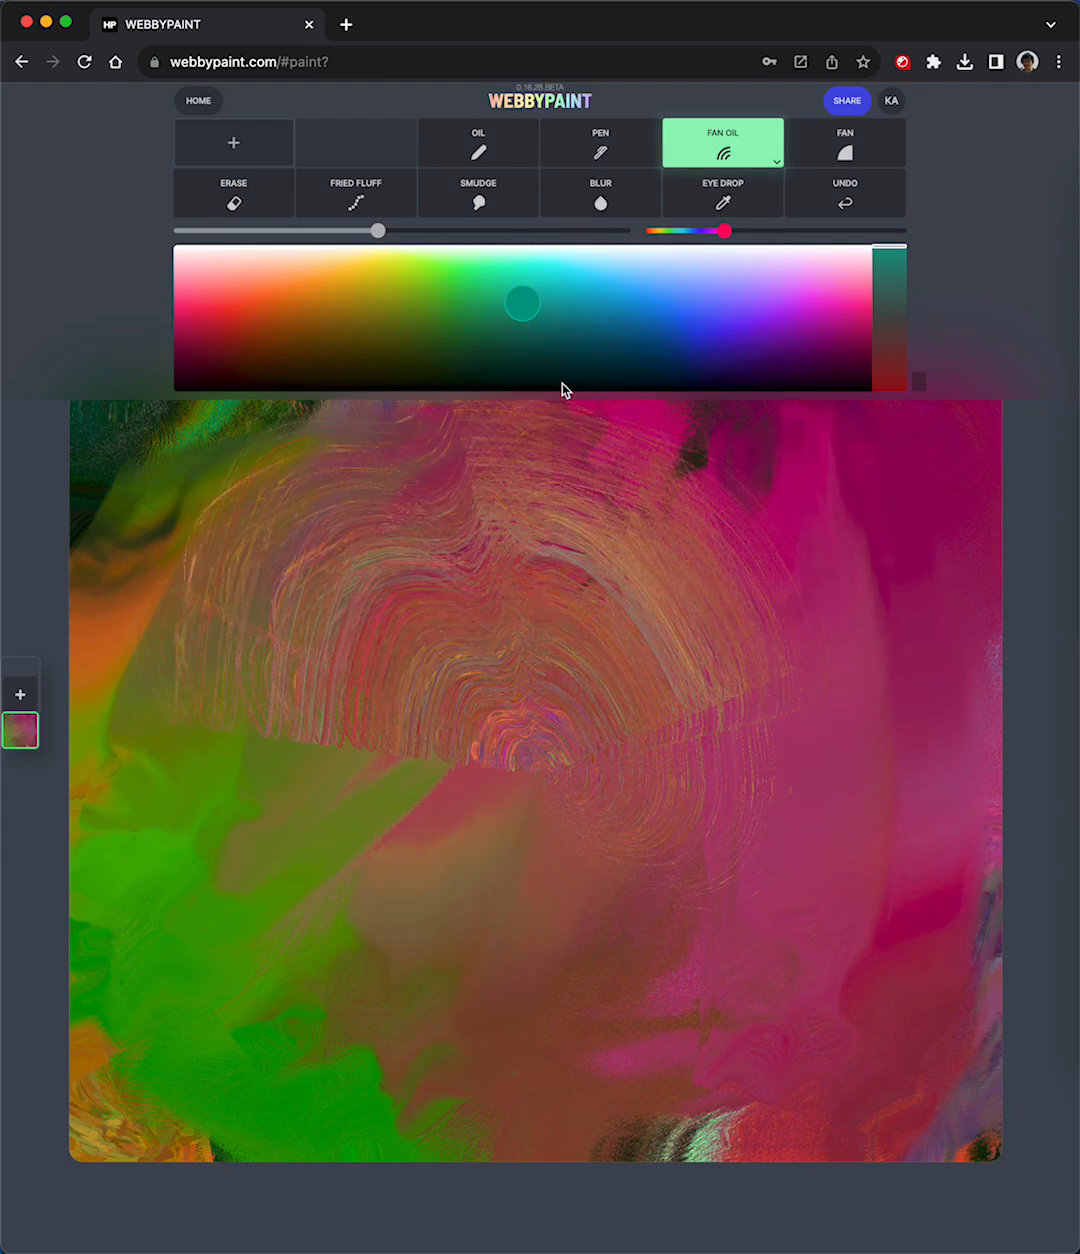 HP WEBBYPAINT
webbypaint.com/#paint?
HOME
0.16.28 BETA
WEBBYPAINT
SHARE
KA
OIL
PEN
FAN OIL
FAN
ERASE
FRIED FLUFF
SMUDGE
BLUR
EYE DROP
UNDO